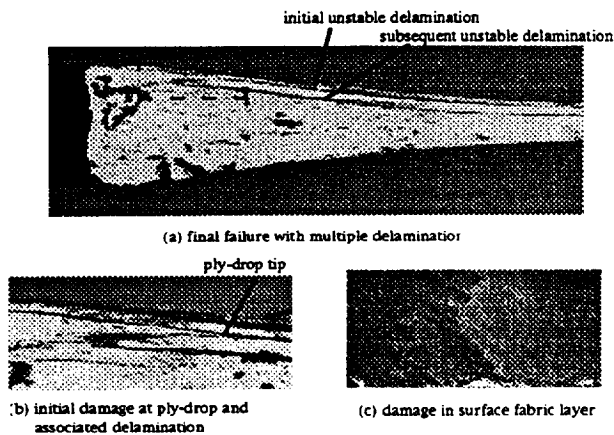 initial unstable delamination
subsequent unstable delamination
(a) final failure with multiple delamination
ply-drop tip
(b) initial damage at ply-drop and
associated delamination
(c) damage in surface fabric layer